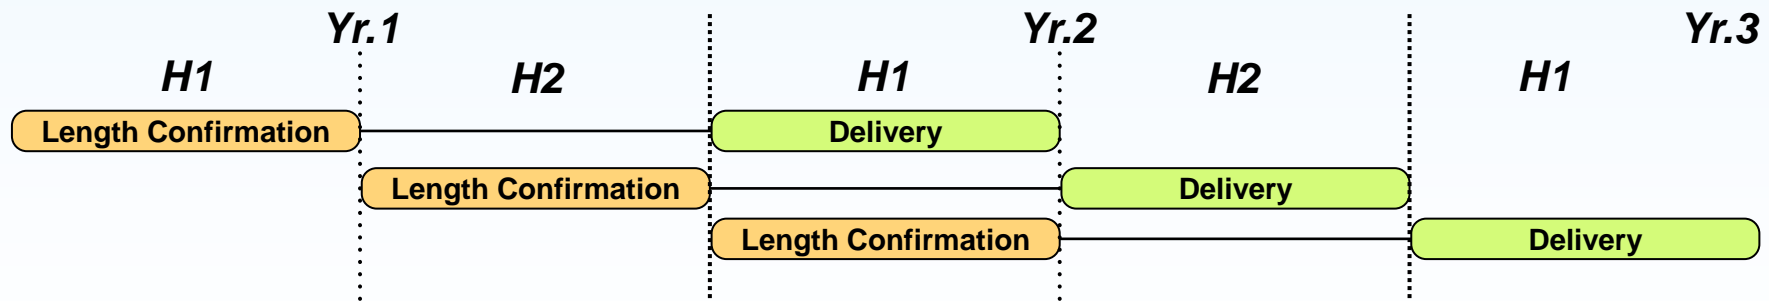 Yr.1 Yr.2 Yr.3
H1 H2 H1 H2 H1
Length Confirmation Delivery
Length Confirmation Delivery
Length Confirmation Delivery